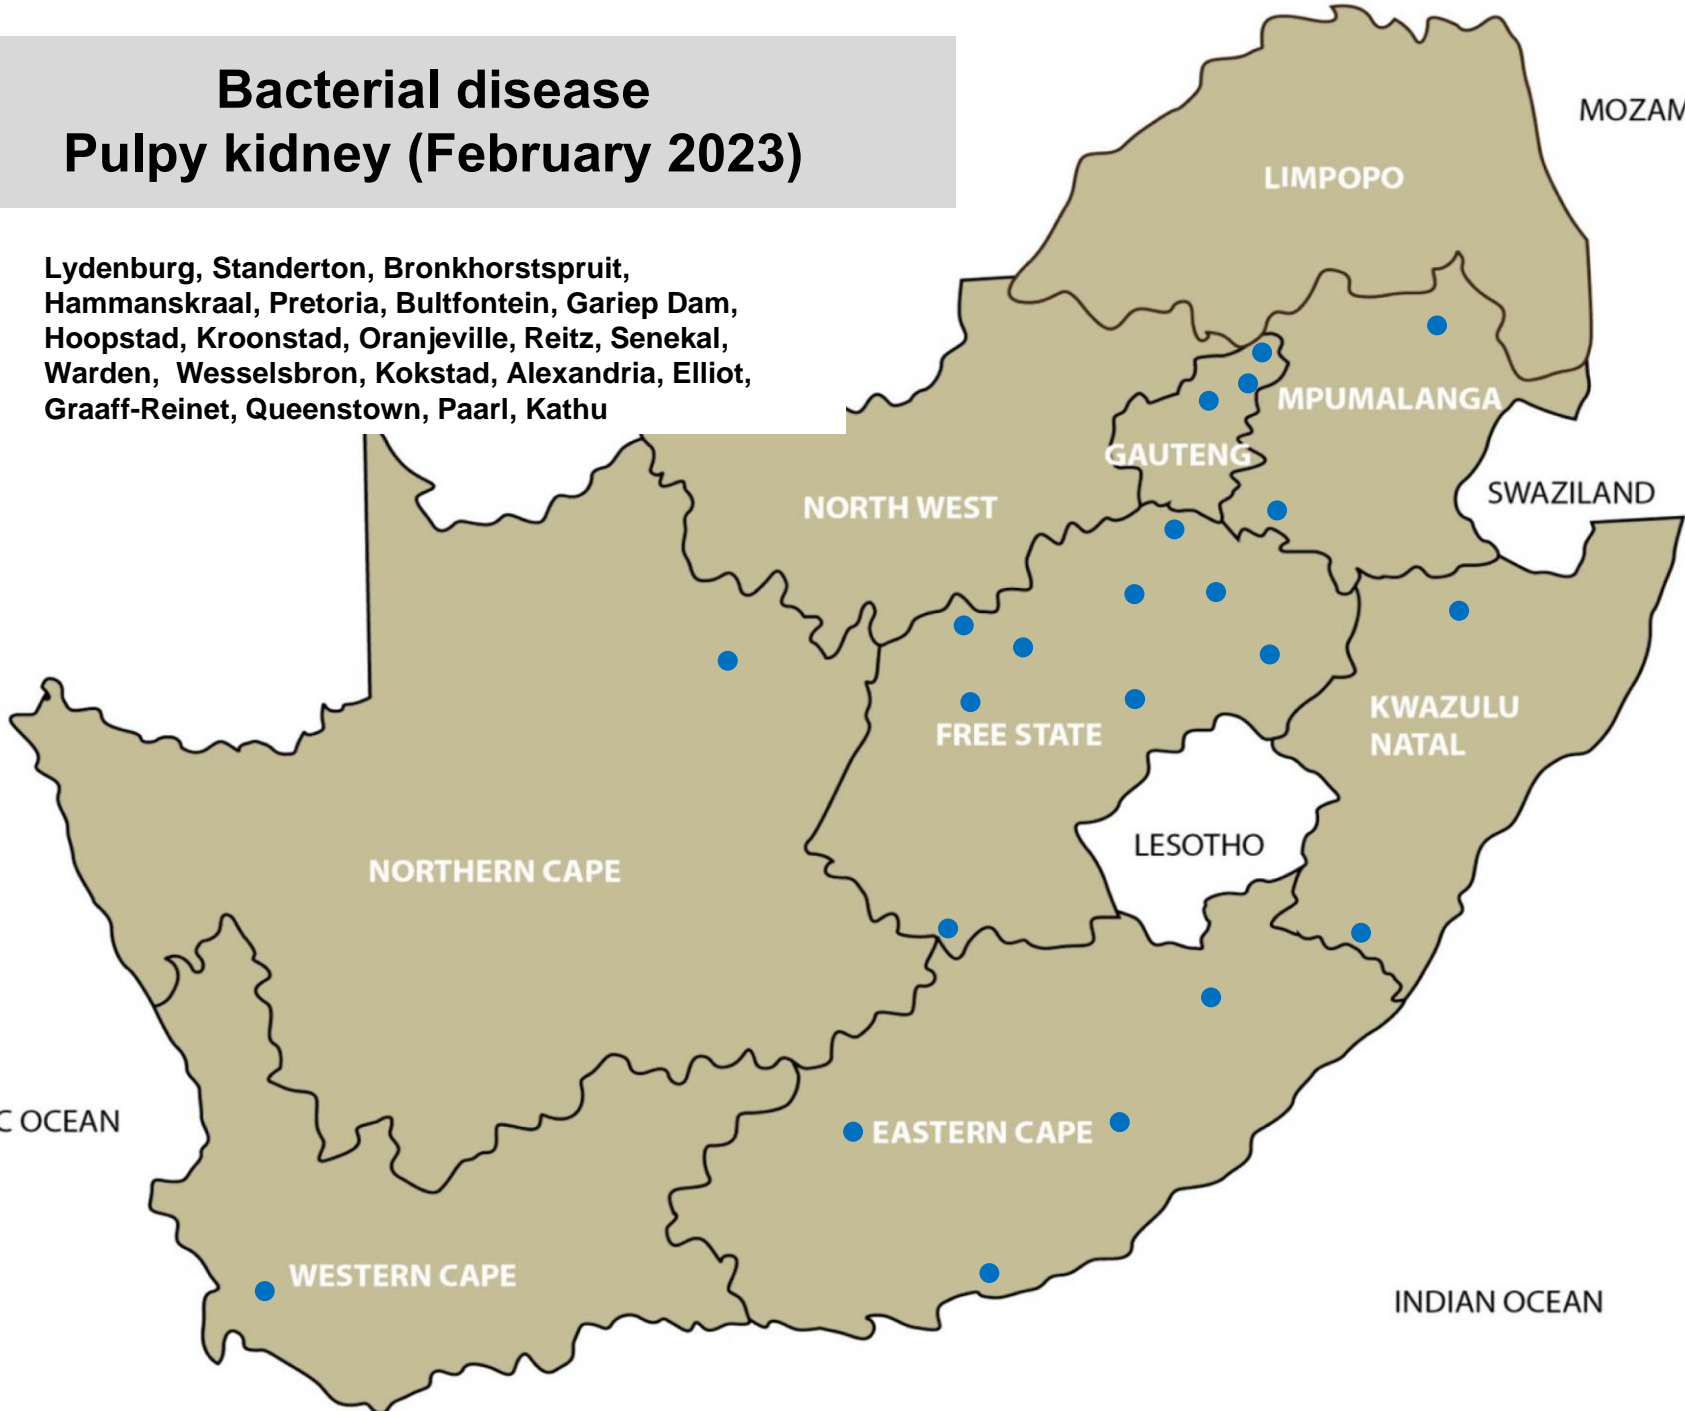 Bacterial disease
Pulpy kidney (February 2023)
Lydenburg, Standerton, Bronkhorstspruit,
Hammanskraal, Pretoria, Bultfontein, Gariep Dam,
Hoopstad, Kroonstad, Oranjeville, Reitz, Senekal,
Warden, Wesselsbron, Kokstad, Alexandria, Elliot,
Graaff-Reinet, Queenstown, Paarl, Kathu
MOZAM
LIMPOPO
MPUMALANGA
GAUTENG
NORTH WEST
SWAZILAND
KWAZULU
NATAL
FREE STATE
LESOTHO
NORTHERN CAPE
C OCEAN
EASTERN CAPE
WESTERN CAPE
INDIAN OCEAN